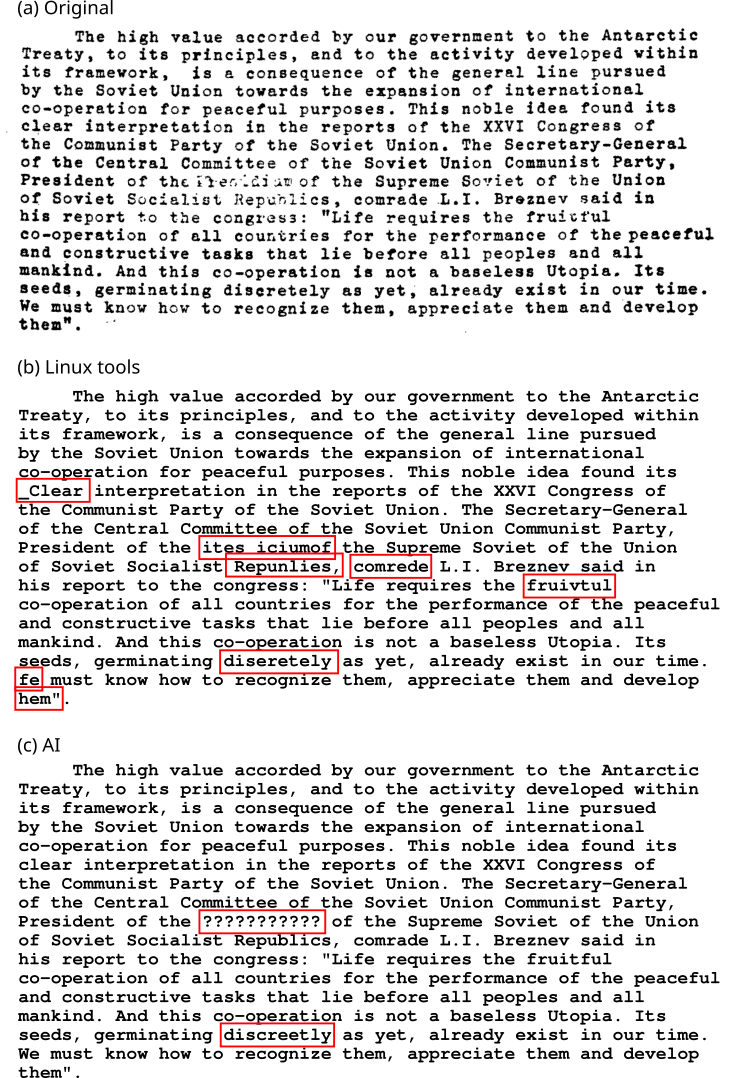 (a) Original
The high value accorded by our government to the Antarctic
Treaty, to its principles, and to the activity developed within
its framework, is a consequence of the general line pursued
by the Soviet Union towards the expansion of international
co-operation for peaceful purposes. This noble idea found its
clear interpretation in the reports of the XXVI Congress of
the Communist Party of the Soviet Union. The Secretary-General
of the Central Committee of the Soviet Union Communist Party,
President of the of the Supreme Soviet of the Union
of Soviet Socialist Republics, comrade L.I. Breznev said in
his report to the congress: "Life requires the fruitful
co-operation of all countries for the performance of the peaceful
and constructive tasks that lie before all peoples and all
mankind. And this co-operation is not a baseless Utopia. Its
seeds, germinating discretely as yet, already exist in our time.
We must know how to recognize them, appreciate them and develop
them".
(b) Linux tools
The high value accorded by our government to the Antarctic
Treaty, to its principles, and to the activity developed within
its framework, is a consequence of the general line pursued
by the Soviet Union towards the expansion of international
co-operation for peaceful purposes. This noble idea found its
_Clear interpretation in the reports of the XXVI Congress of
the Communist Party of the Soviet Union. The Secretary-General
of the Central Committee of the Soviet Union Communist Party,
President of the ites iciumof the Supreme Soviet of the Union
of Soviet Socialist Repunlies, comrede L.I. Breznev said in
his report to the congress: "Life requires the fruivtul
co-operation of all countries for the performance of the peaceful
and constructive tasks that lie before all peoples and all
mankind. And this co-operation is not a baseless Utopia. Its
seeds, germinating diseretely as yet, already exist in our time.
fe must know how to recognize them, appreciate them and develop
hem".
(c) AI
The high value accorded by our government to the Antarctic
Treaty, to its principles, and to the activity developed within
its framework, is a consequence of the general line pursued
by the Soviet Union towards the expansion of international
co-operation for peaceful purposes. This noble idea found its
clear interpretation in the reports of the XXVI Congress of
the Communist Party of the Soviet Union. The Secretary-General
of the Central Committee of the Soviet Union Communist Party,
President of the ??????????? of the Supreme Soviet of the Union
of Soviet Socialist Republics, comrade L.I. Breznev said in
his report to the congress: "Life requires the fruitful
co-operation of all countries for the performance of the peaceful
and constructive tasks that lie before all peoples and all
mankind. And this co-operation is not a baseless Utopia. Its
seeds, germinating discreetly as yet, already exist in our time.
We must know how to recognize them, appreciate them and develop
them".